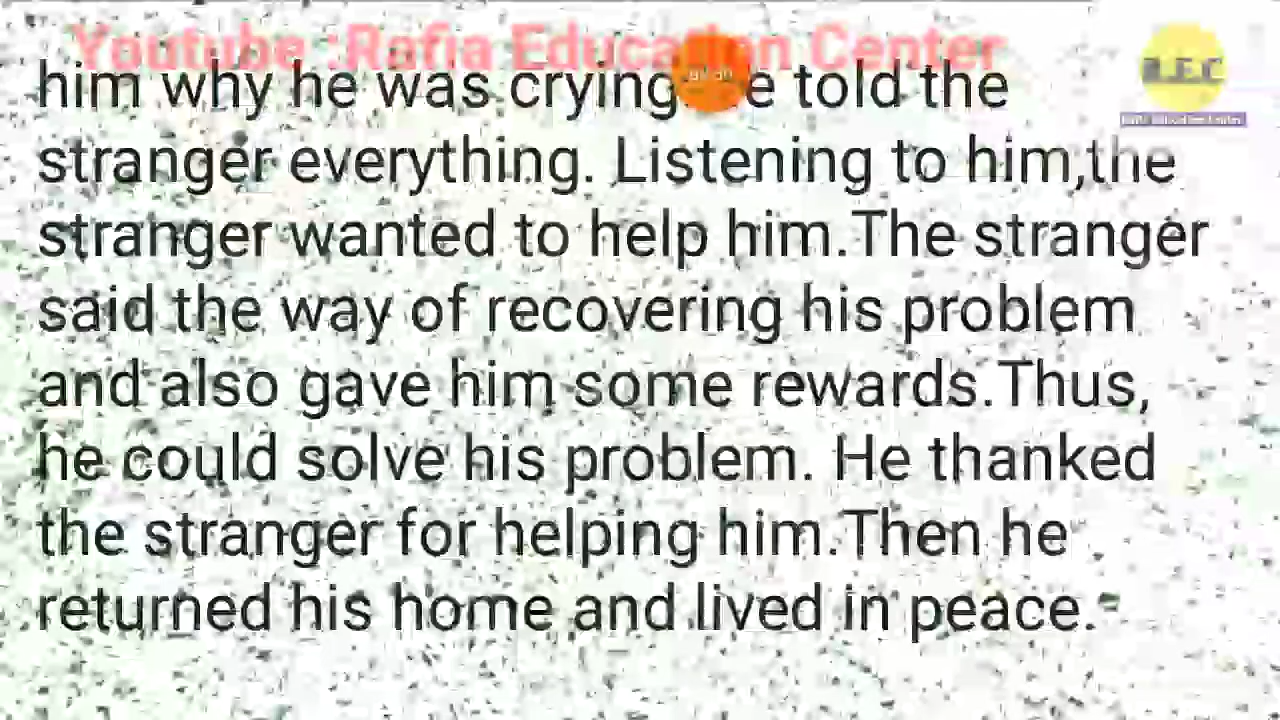 Youtube :Rafia Education Center
R.E.C
him why he was crying e told the
stranger everything. Listening to him,the
stranger wanted to help him.The stranger
said the way of recovering his problem
and also gave him some rewards.Thus,
he could solve his problem. He thanked
the stranger for helping him.Then he
returned his home and lived in peace.